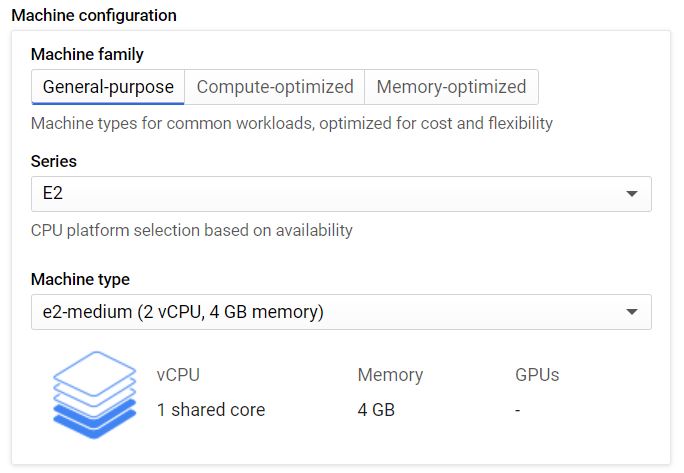 Machine configuration
Machine family
General-purpose Compute-optimized Memory-optimized
Machine types for common workloads, optimized for cost and flexibility
Series
E2
CPU platform selection based on availability
Machine type
e2-medium (2 vCPU, 4 GB memory)
vCPU Memory GPUs
1 shared core 4 GB -